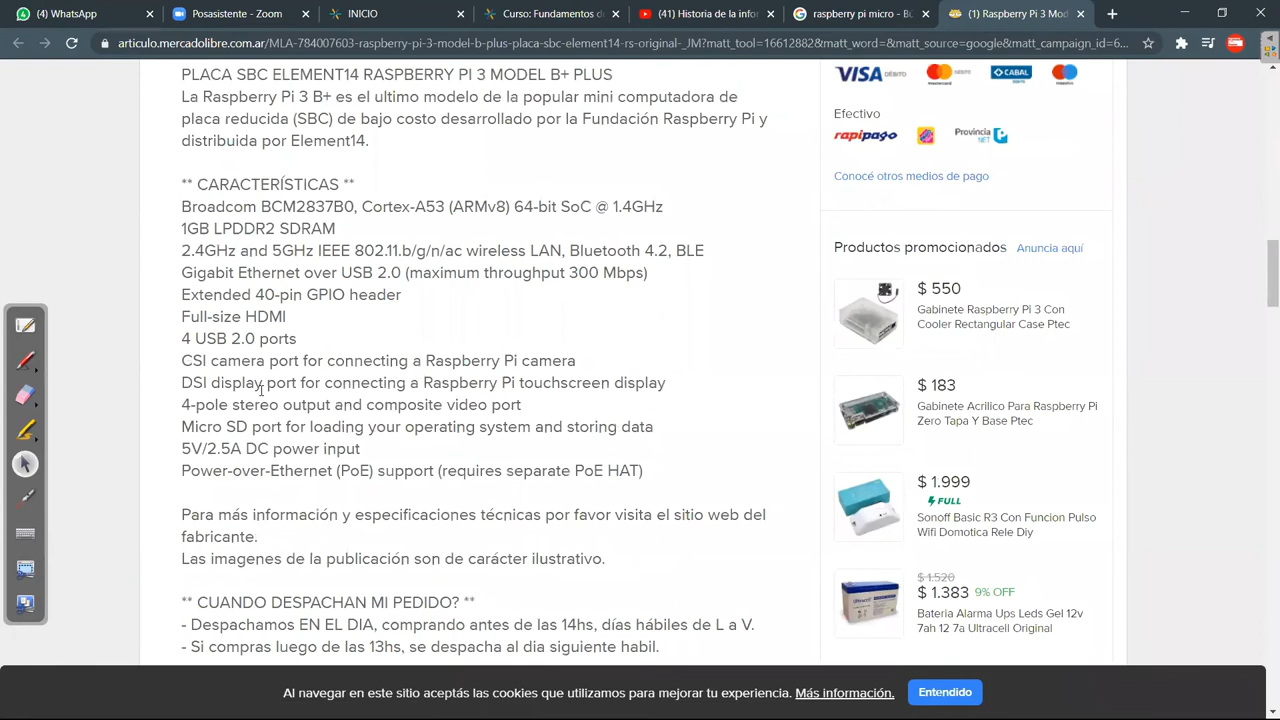 (4) WhatsApp
Posasistente - Zoom
INICIO
Curso: Fundamentos d
(41) Historia de la info
raspberry pi micro - Bú
(1) Raspberry Pi 3 Mod
articulo.mercadolibre.com.ar/MLA-784007603-raspberry-pi-3-model-b-plus-placa-sbc-element14-rs-original-_JM?matt_tool=16612882&matt_word=&matt_source=google&matt_campaign_id=6...
PLACA SBC ELEMENT14 RASPBERRY PI 3 MODEL B+ PLUS
La Raspberry Pi 3 B+ es el ultimo modelo de la popular mini computadora de
placa reducida (SBC) de bajo costo desarrollado por la Fundación Raspberry Pi y
distribuida por Element14.
** CARACTERÍSTICAS **
Broadcom BCM2837B0, Cortex-A53 (ARMv8) 64-bit SoC @ 1.4GHz
1GB LPDDR2 SDRAM
2.4GHz and 5GHz IEEE 802.11.b/g/n/ac wireless LAN, Bluetooth 4.2, BLE
Gigabit Ethernet over USB 2.0 (maximum throughput 300 Mbps)
Extended 40-pin GPIO header
Full-size HDMI
4 USB 2.0 ports
CSI camera port for connecting a Raspberry Pi camera
DSI display port for connecting a Raspberry Pi touchscreen display
4-pole stereo output and composite video port
Micro SD port for loading your operating system and storing data
5V/2.5A DC power input
Power-over-Ethernet (PoE) support (requires separate PoE HAT)
Para más información y especificaciones técnicas por favor visita el sitio web del
fabricante.
Las imagenes de la publicación son de carácter ilustrativo.
** CUANDO DESPACHAN MI PEDIDO? **
- Despachamos EN EL DIA, comprando antes de las 14hs, días hábiles de L a V.
- Si compras luego de las 13hs, se despacha al dia siguiente habil.
VISA DÉBITO
CABAL
Efectivo
rapipago
Provincia NET
Conocé otros medios de pago
Productos promocionados Anuncia aquí
$ 550
Gabinete Raspberry Pi 3 Con
Cooler Rectangular Case Ptec
$ 183
Gabinete Acrilico Para Raspberry Pi
Zero Tapa Y Base Ptec
$ 1.999
FULL
Sonoff Basic R3 Con Funcion Pulso
Wifi Domotica Rele Diy
$ 1.520
$ 1.383 9% OFF
Bateria Alarma Ups Leds Gel 12v
7ah 12 7a Ultracell Original
Al navegar en este sitio aceptás las cookies que utilizamos para mejorar tu experiencia. Más información.
Entendido